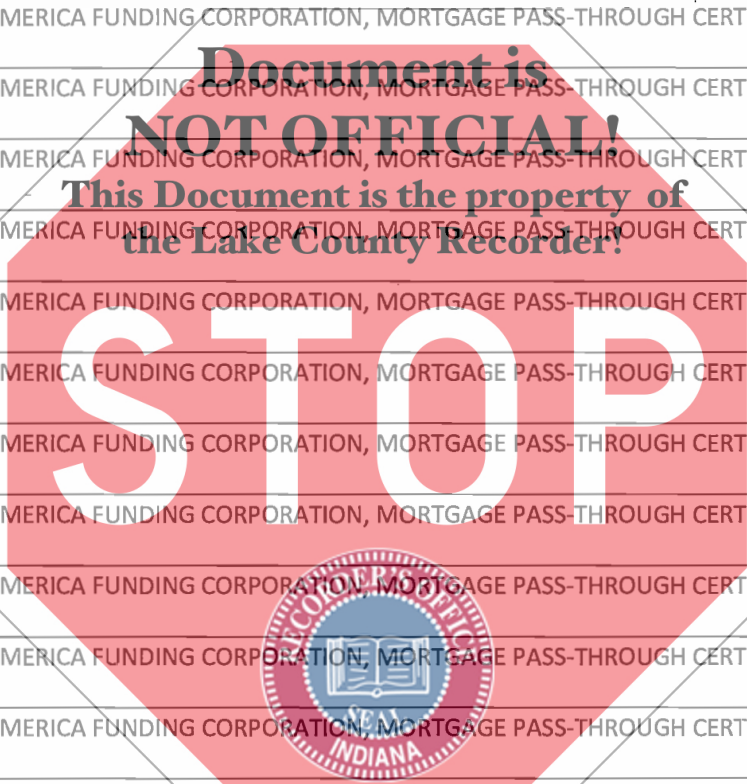 MERICA FUNDING CORPORATION, MORTGAGE PASS-THROUGH CERT
Document is
MERICA FUNDING CORPORATION, MORTGAGE PASS-THROUGH CERT
NOT OFFICIAL!
MERICA FUNDING CORPORATION, MORTGAGE PASS-THROUGH CERT
This Document is the property of
MERICA FUNDING CORPORATION, MORTGAGE PASS-THROUGH CERT
the Lake County Recorder!
MERICA FUNDING CORPORATION, MORTGAGE PASS-THROUGH CERT
STOP
MERICA FUNDING CORPORATION, MORTGAGE PASS-THROUGH CERT
MERICA FUNDING CORPORATION, MORTGAGE PASS-THROUGH CERT
MERICA FUNDING CORPORATION, MORTGAGE PASS-THROUGH CERT
MERICA FUNDING CORPORATION, MORTGAGE PASS-THROUGH CERT
RECORDER'S OFFICE
MERICA FUNDING CORPORATION, MORTGAGE PASS-THROUGH CERT
SEAL
MERICA FUNDING CORPORATION, MORTGAGE PASS-THROUGH CERT
INDIANA